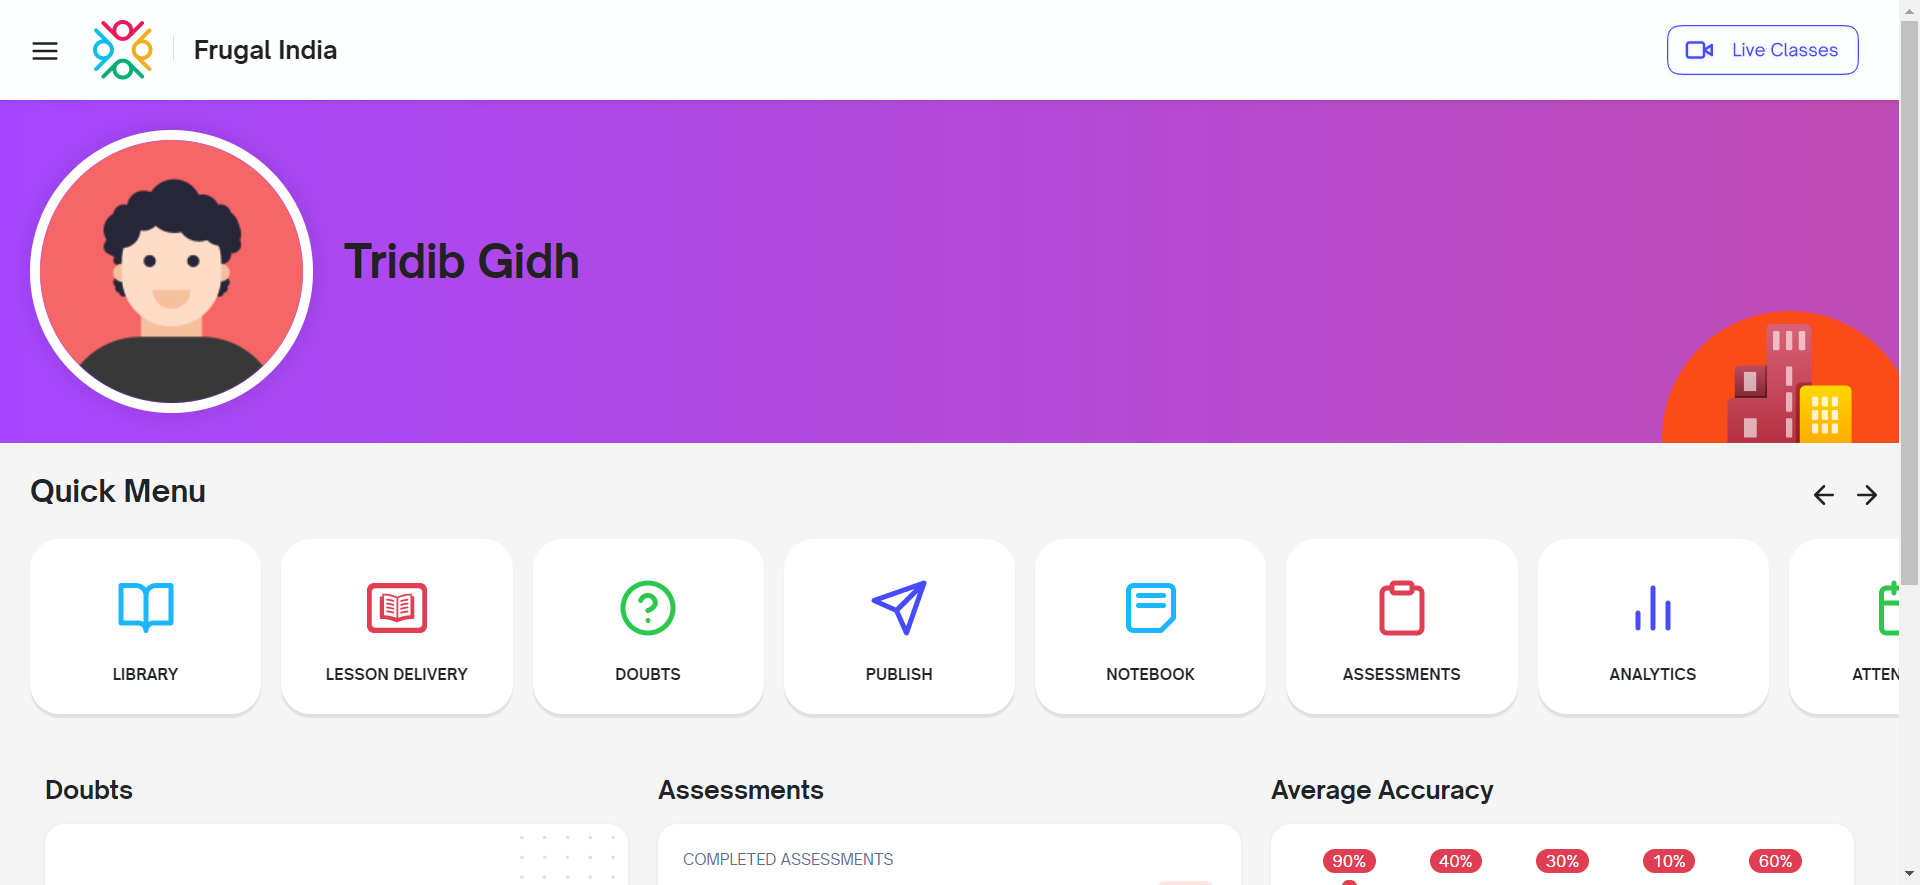 Frugal India
Live Classes
Tridib Gidh
Quick Menu
LIBRARY
LESSON DELIVERY
DOUBTS
PUBLISH
NOTEBOOK
ASSESSMENTS
ANALYTICS
ATTEN
Doubts
Assessments
Average Accuracy
COMPLETED ASSESSMENTS
90% 40% 30% 10% 60%